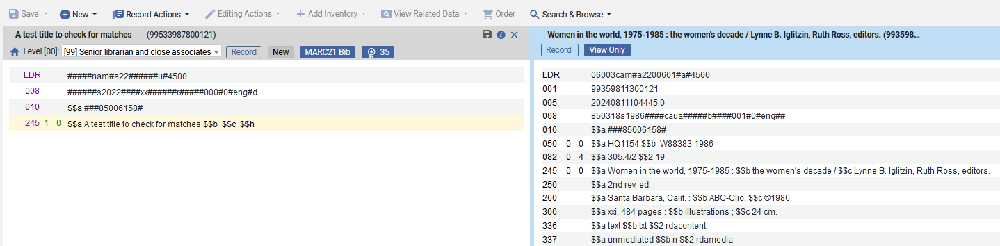 Save New Record Actions Editing Actions Add Inventory View Related Data Order Search & Browse
A test title to check for matches (99533987800121)
Level [00]: [99] Senior librarian and close associates Record New MARC21 Bib 35
LDR #####nam#a22######u#4500
008 ######s2022####xx######r#####000#0#eng#d
010 $$a ###85006158#
245 1 0 $$a A test title to check for matches $$b $$c $$h
Women in the world, 1975-1985 : the women's decade / Lynne B. Iglitzin, Ruth Ross, editors. (993598...
Record View Only
LDR 06003cam#a2200601#a#4500
001 99359811300121
005 20240811104445.0
008 850318s1986####caua#####b####001#0#eng##
010 $$a ###85006158#
050 0 0 $$a HQ1154 $$b .W88383 1986
082 0 4 $$a 305.4/2 $$2 19
245 0 0 $$a Women in the world, 1975-1985 : $$b the women's decade / $$c Lynne B. Iglitzin, Ruth Ross, editors.
250 $$a 2nd rev. ed.
260 $$a Santa Barbara, Calif. : $$b ABC-Clio, $$c ©1986.
300 $$a xxi, 484 pages : $$b illustrations ; $$c 24 cm.
336 $$a text $$b txt $$2 rdacontent
337 $$a unmediated $$b n $$2 rdamedia